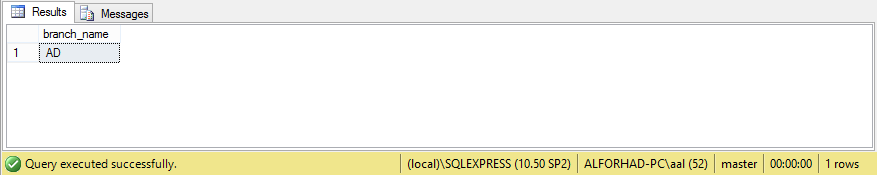 Results Messages
branch_name
1 AD
Query executed successfully. (local)\SQLEXPRESS (10.50 SP2) ALFORHAD-PC\aal (52) master 00:00:00 1 rows